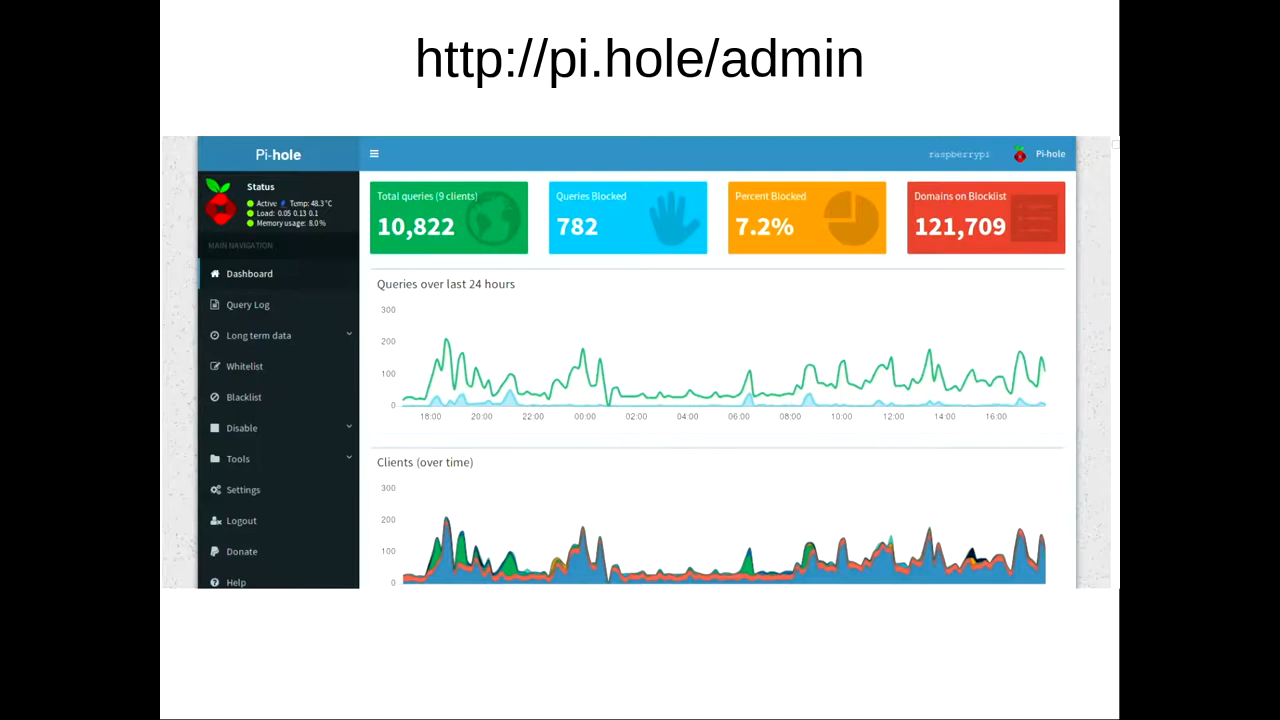 http://pi.hole/admin
Pi-hole
raspberrypi
Pi-hole
Status
Active Temp: 48.3°C
Load: 0.05 0.13 0.1
Memory usage: 8.0%
MAIN NAVIGATION
Dashboard
Query Log
Long term data
Whitelist
Blacklist
Disable
Tools
Settings
Logout
Donate
Help
Total queries (9 clients)
10,822
Queries Blocked
782
Percent Blocked
7.2%
Domains on Blocklist
121,709
Queries over last 24 hours
300
200
100
0
18:00 20:00 22:00 00:00 02:00 04:00 06:00 08:00 10:00 12:00 14:00 16:00
Clients (over time)
300
200
100
0